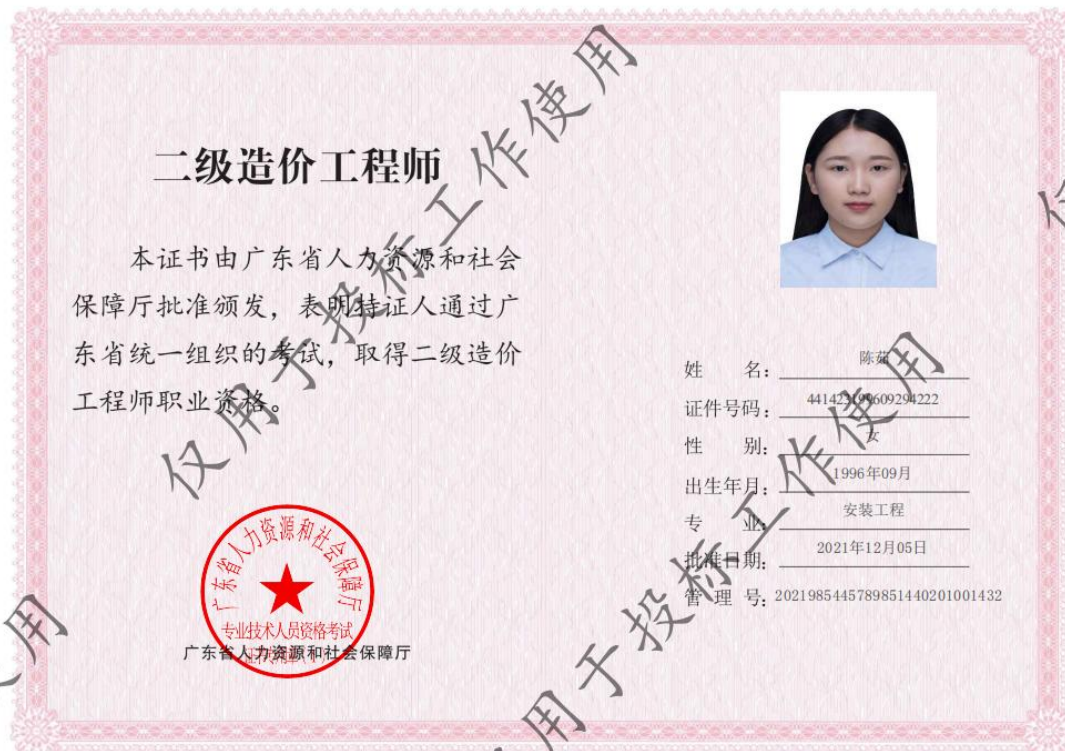 二级造价工程师
本证书由广东省人力资源和社会
保障厅批准颁发，表明持证人通过广
东省统一组织的考试，取得二级造价
工程师职业资格。
广东省人力资源和社会保障厅
专业技术人员资格考试
广东省人力资源和社会保障厅
姓 名：陈茹
证件号码：441423199609294222
性 别：女
出生年月：1996年09月
专 业：安装工程
批准日期：2021年12月05日
管 理 号：2021985445789851440201001432
仅用于投标工作使用
仅用于投标工作使用